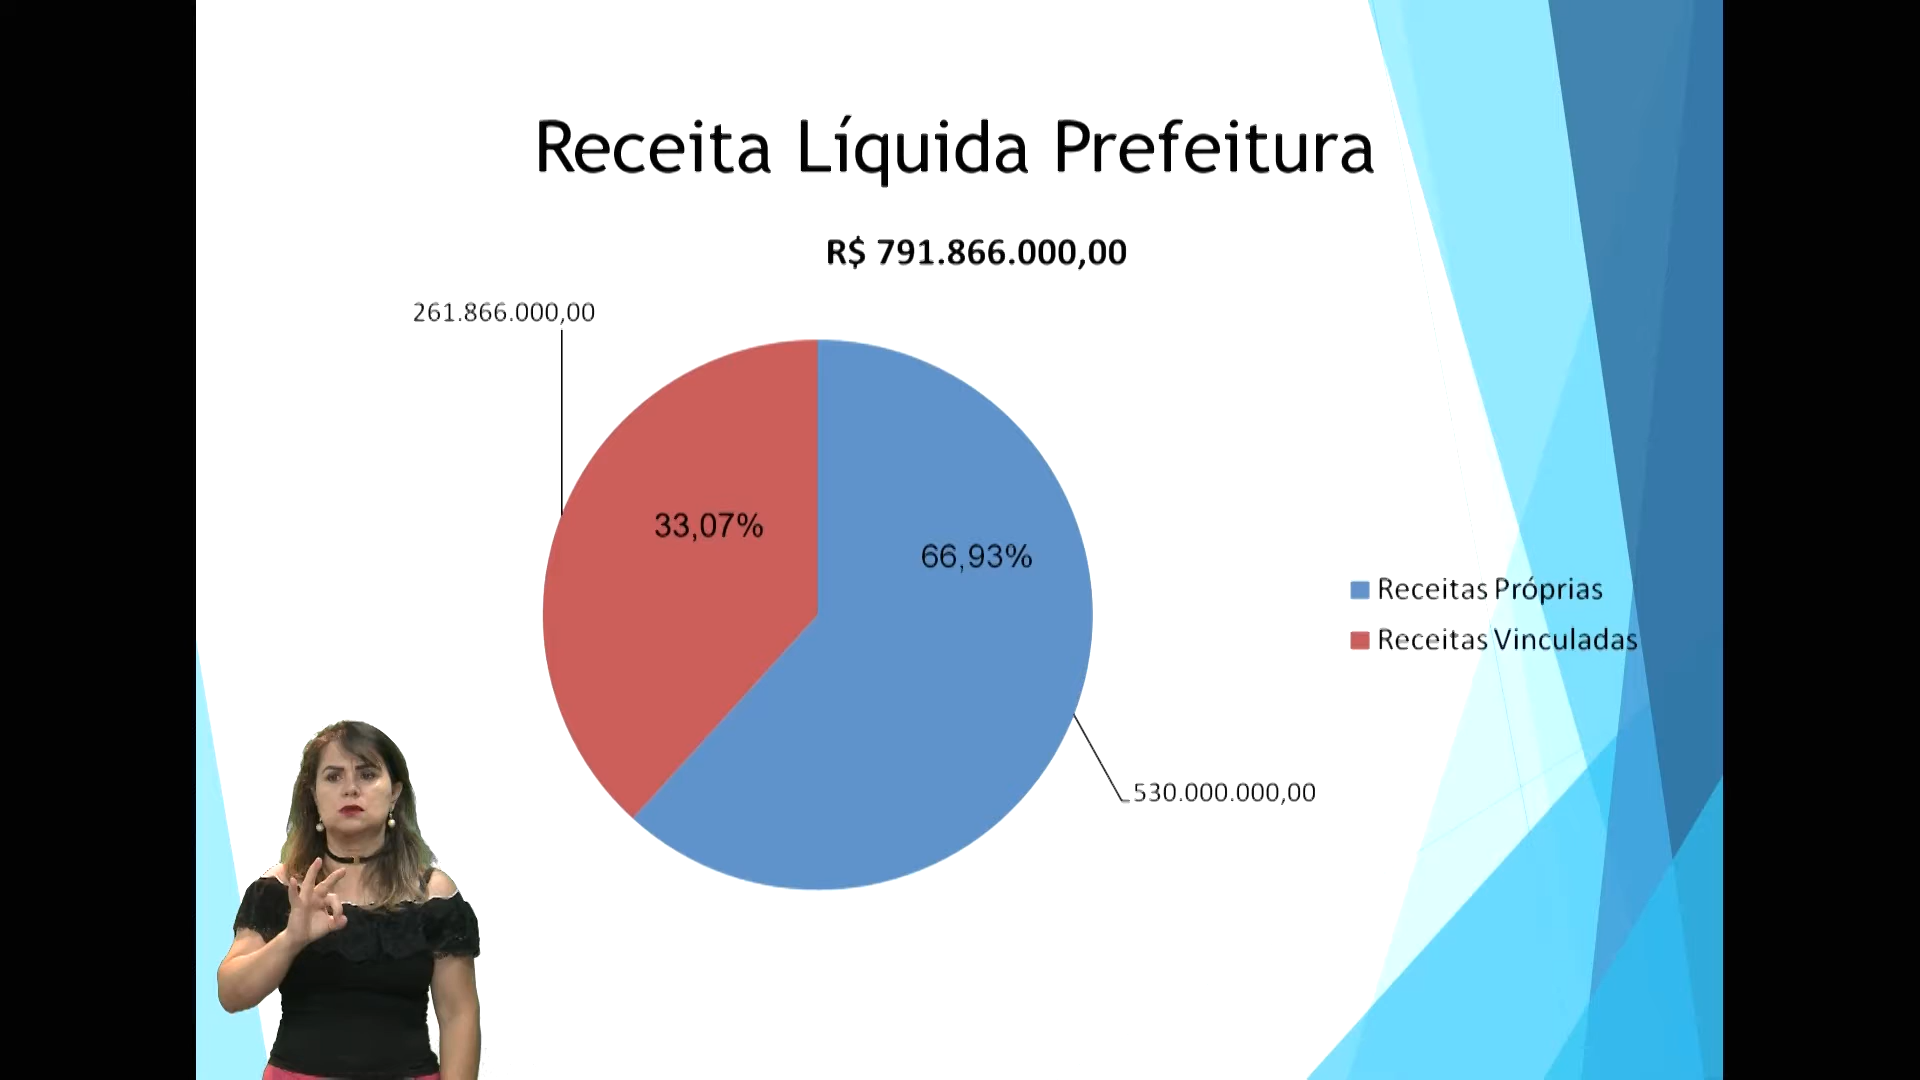 Receita Líquida Prefeitura
R$ 791.866.000,00
261.866.000,00
33,07%
66,93%
Receitas Próprias
Receitas Vinculadas
530.000.000,00